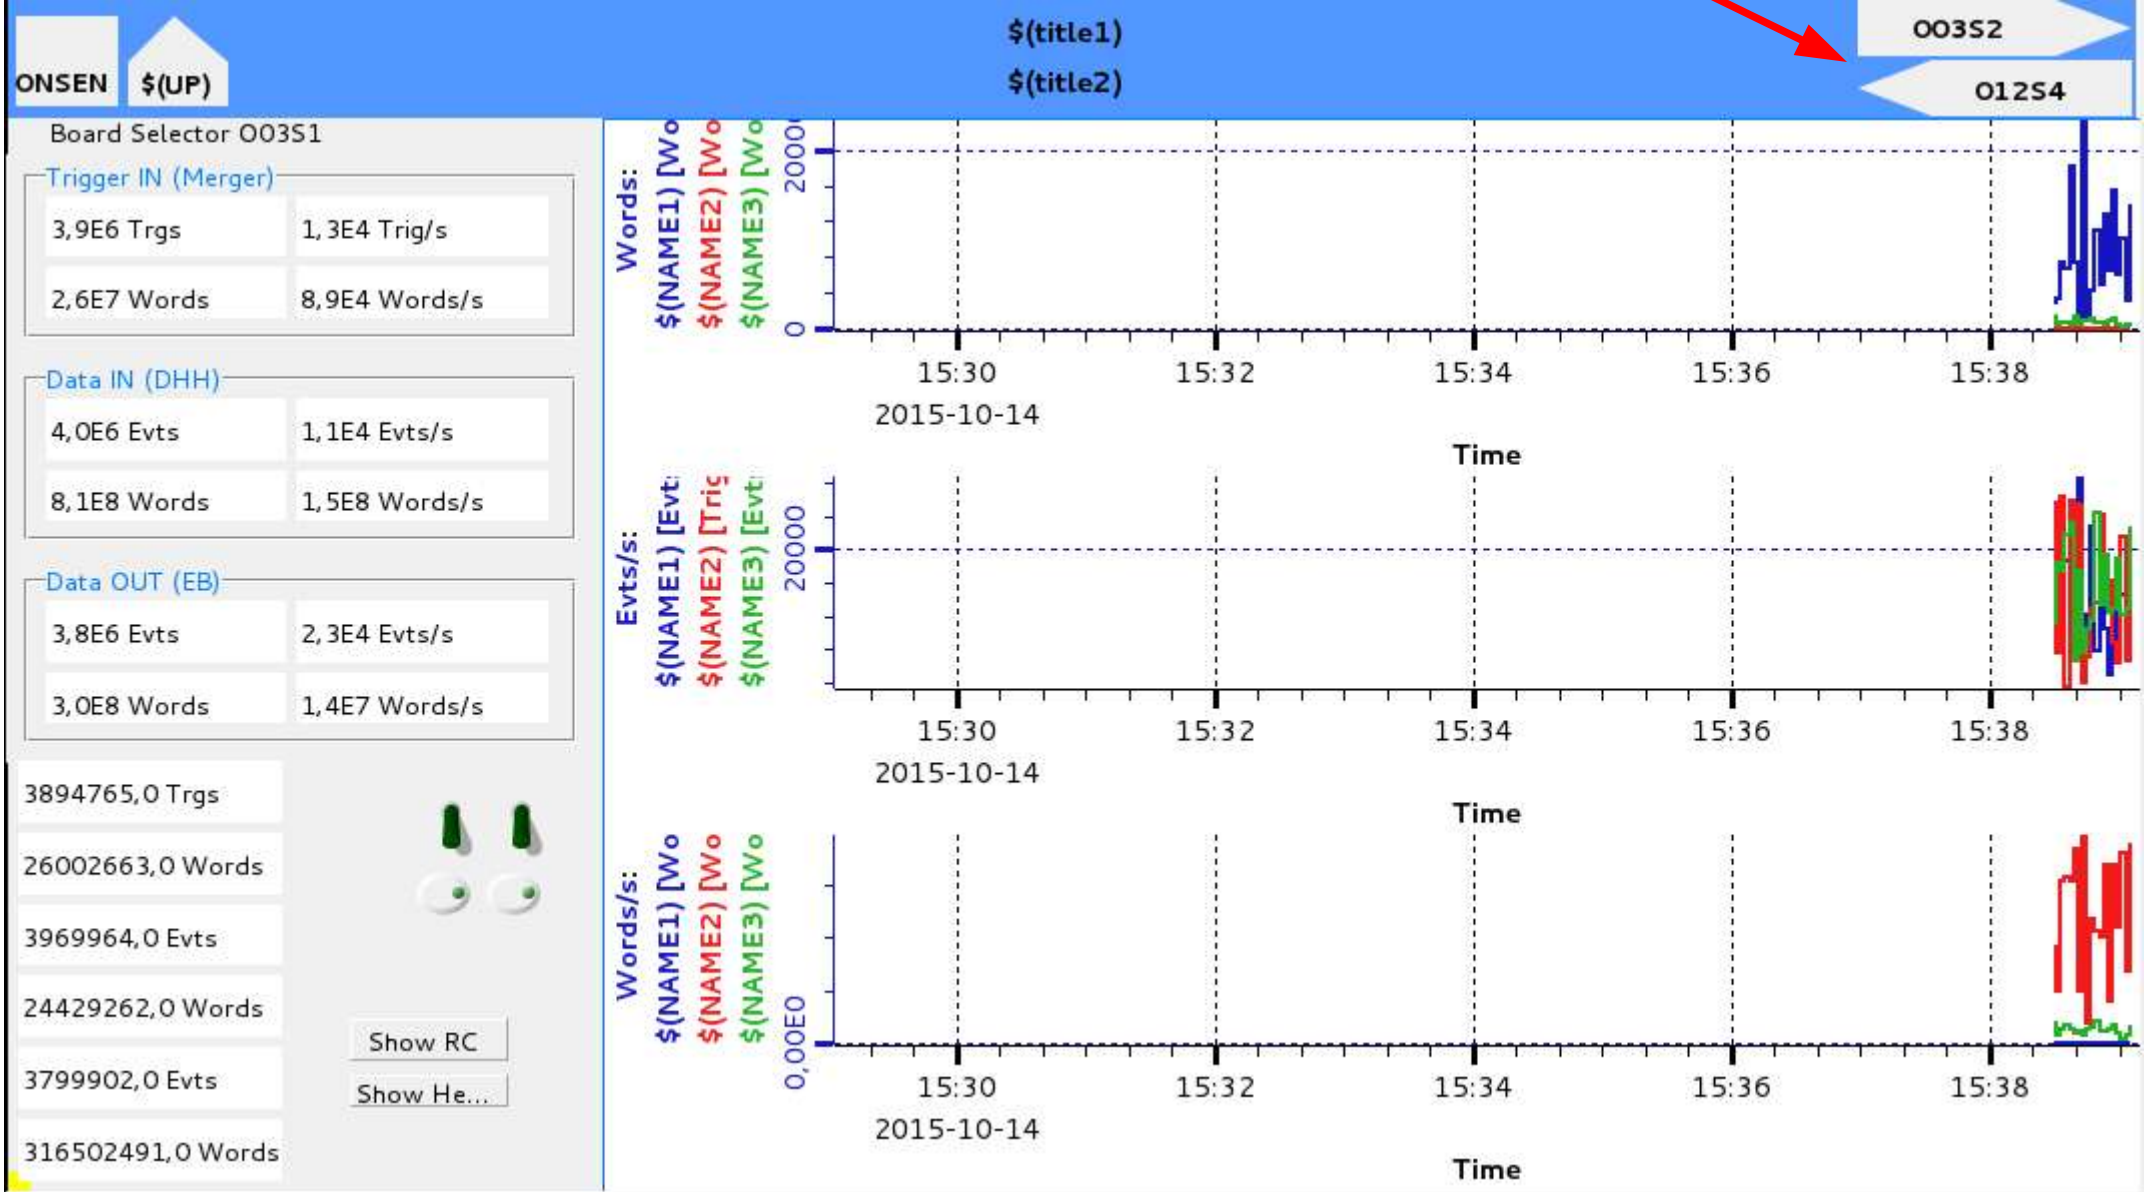 $(title1)
$(title2)
ONSEN
$(UP)
OO3S2
O12S4
Board Selector OO3S1
Trigger IN (Merger)
3,9E6 Trgs
1,3E4 Trig/s
2,6E7 Words
8,9E4 Words/s
Data IN (DHH)
4,0E6 Evts
1,1E4 Evts/s
8,1E8 Words
1,5E8 Words/s
Data OUT (EB)
3,8E6 Evts
2,3E4 Evts/s
3,0E8 Words
1,4E7 Words/s
3894765,0 Trgs
26002663,0 Words
3969964,0 Evts
24429262,0 Words
3799902,0 Evts
316502491,0 Words
Show RC
Show He...
Words:
$(NAME1) [Wo
$(NAME2) [Wo
$(NAME3) [Wo
0
15:30 15:32 15:34 15:36 15:38
2015-10-14
Time
Evts/s:
$(NAME1) [Evt
$(NAME2) [Tric
$(NAME3) [Evt
20000
15:30 15:32 15:34 15:36 15:38
2015-10-14
Time
Words/s:
$(NAME1) [Wo
$(NAME2) [Wo
$(NAME3) [Wo
0,00E0
15:30 15:32 15:34 15:36 15:38
2015-10-14
Time